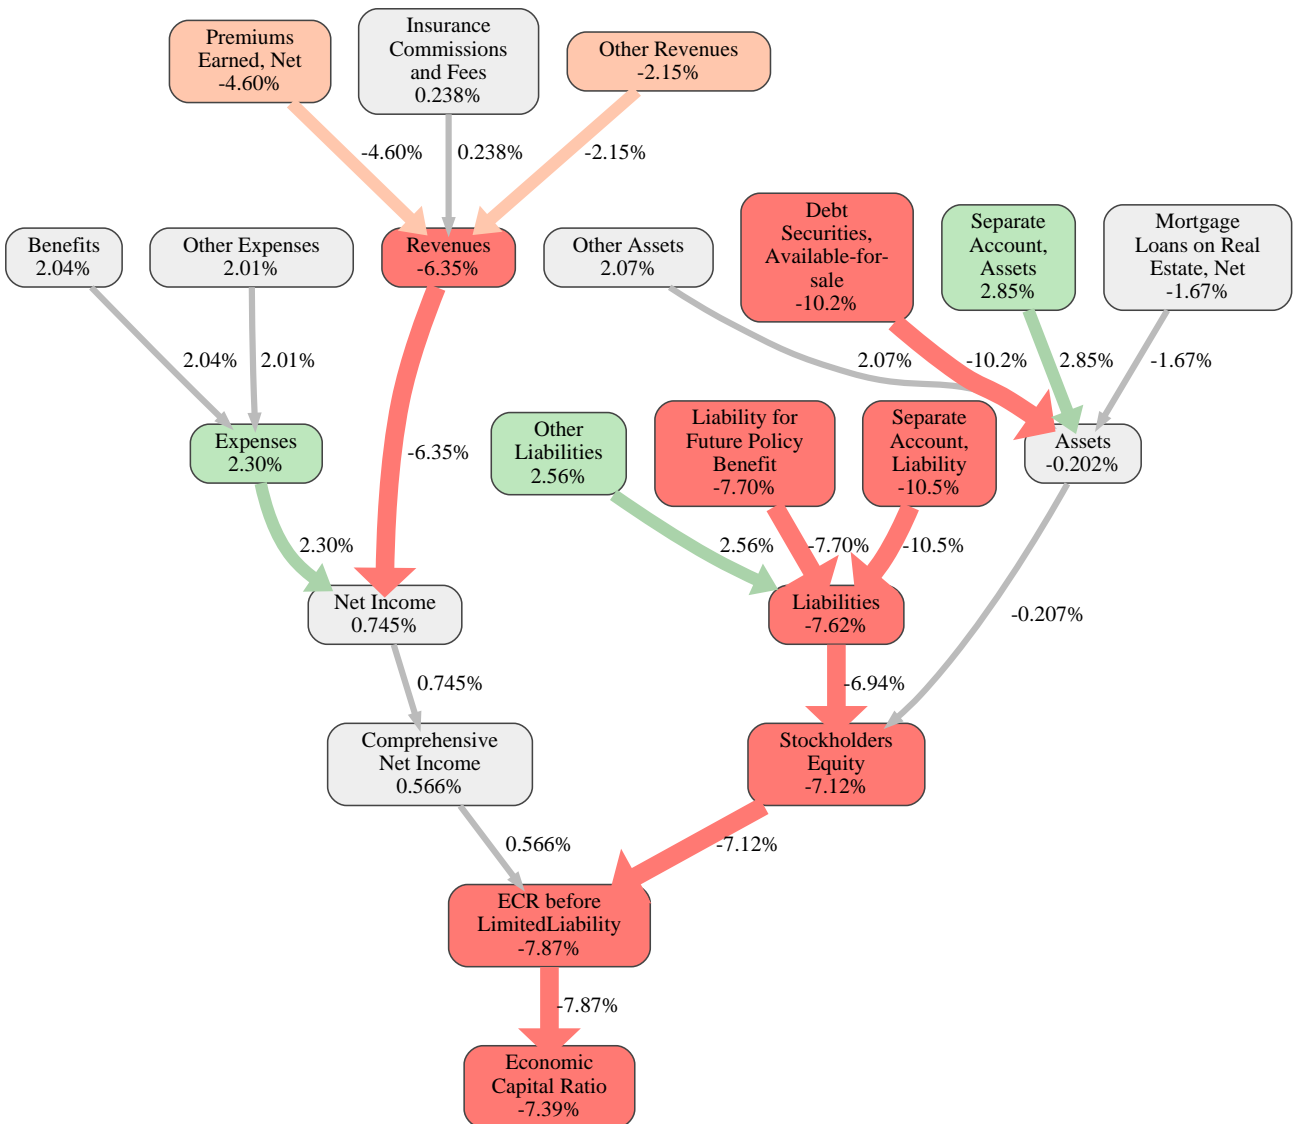 Premiums
Earned, Net
-4.60%
Insurance
Commissions
and Fees
0.238%
Other Revenues
-2.15%
-4.60%
0.238%
-2.15%
Benefits
2.04%
Other Expenses
2.01%
Revenues
-6.35%
Other Assets
2.07%
Debt
Securities,
Available-for-
sale
-10.2%
Separate
Account,
Assets
2.85%
Mortgage
Loans on Real
Estate, Net
-1.67%
2.04%
2.01%
2.07%
-10.2%
2.85%
-1.67%
Expenses
2.30%
-6.35%
Other
Liabilities
2.56%
Liability for
Future Policy
Benefit
-7.70%
Separate
Account,
Liability
-10.5%
Assets
-0.202%
2.30%
2.56%
-7.70%
-10.5%
Net Income
0.745%
Liabilities
-7.62%
-0.207%
0.745%
-6.94%
Comprehensive
Net Income
0.566%
Stockholders
Equity
-7.12%
0.566%
-7.12%
ECR before
LimitedLiability
-7.87%
-7.87%
Economic
Capital Ratio
-7.39%